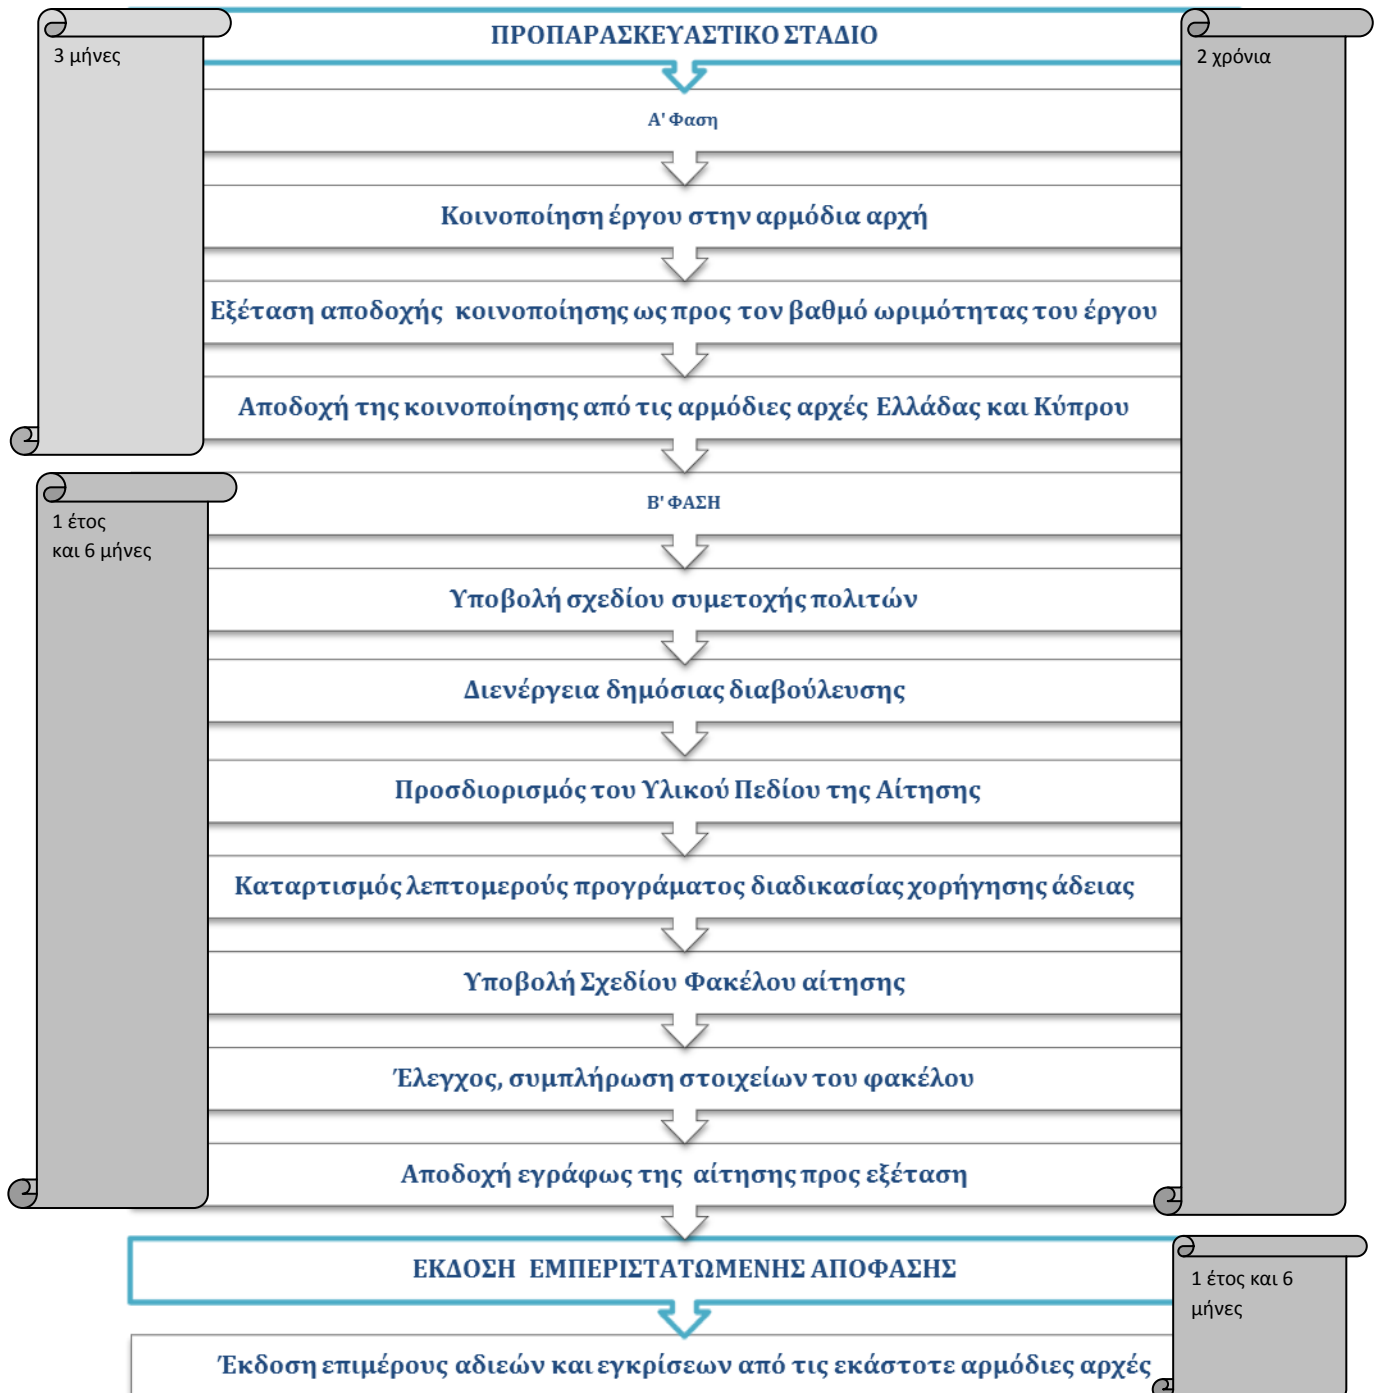 ΠΡΟΠΑΡΑΣΚΕΥΑΣΤΙΚΟ ΣΤΑΔΙΟ
3 μήνες
2 χρόνια
Α' Φαση
Κοινοποίηση έργου στην αρμόδια αρχή
Εξέταση αποδοχής κοινοποίησης ως προς τον βαθμό ωριμότητας του έργου
Αποδοχή της κοινοποίησης από τις αρμόδιες αρχές Ελλάδας και Κύπρου
Β' ΦΑΣΗ
1 έτος
και 6 μήνες
Υποβολή σχεδίου συμετοχής πολιτών
Διενέργεια δημόσιας διαβούλευσης
Προσδιορισμός του Υλικού Πεδίου της Αίτησης
Καταρτισμός λεπτομερούς προγράματος διαδικασίας χορήγησης άδειας
Υποβολή Σχεδίου Φακέλου αίτησης
Έλεγχος, συμπλήρωση στοιχείων του φακέλου
Αποδοχή εγράφως της αίτησης προς εξέταση
ΕΚΔΟΣΗ ΕΜΠΕΡΙΣΤΑΤΩΜΕΝΗΣ ΑΠΟΦΑΣΗΣ
1 έτος και 6
μήνες
Έκδοση επιμέρους αδιεών και εγκρίσεων από τις εκάστοτε αρμόδιες αρχές